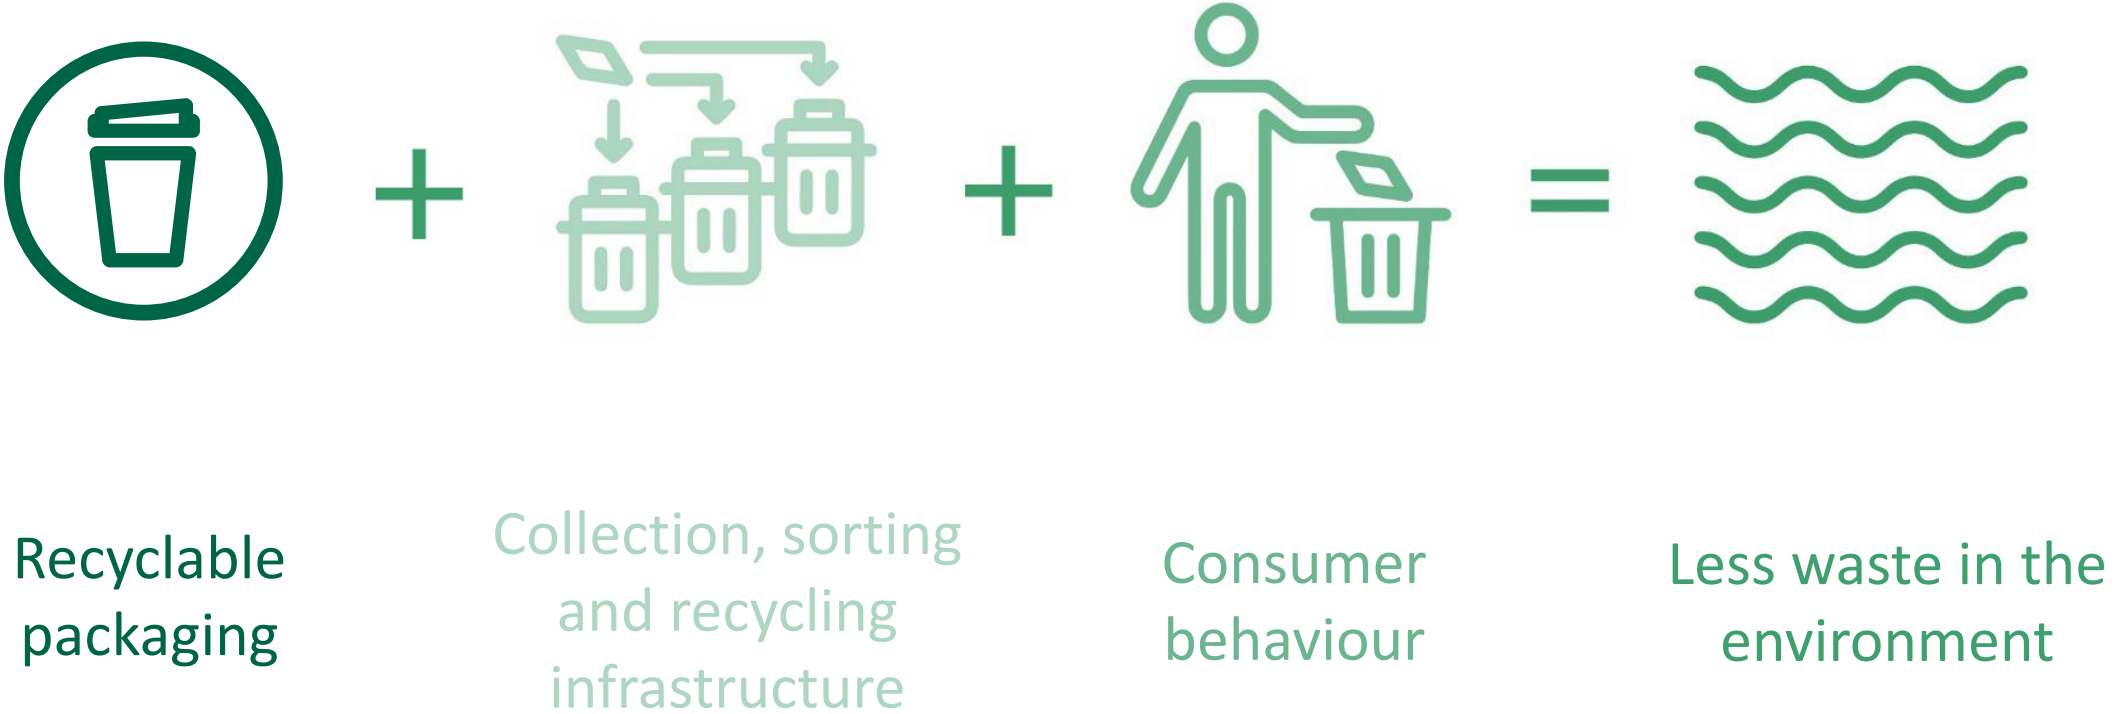 Recyclable
packaging
Collection, sorting
and recycling
infrastructure
Consumer
behaviour
Less waste in the
environment